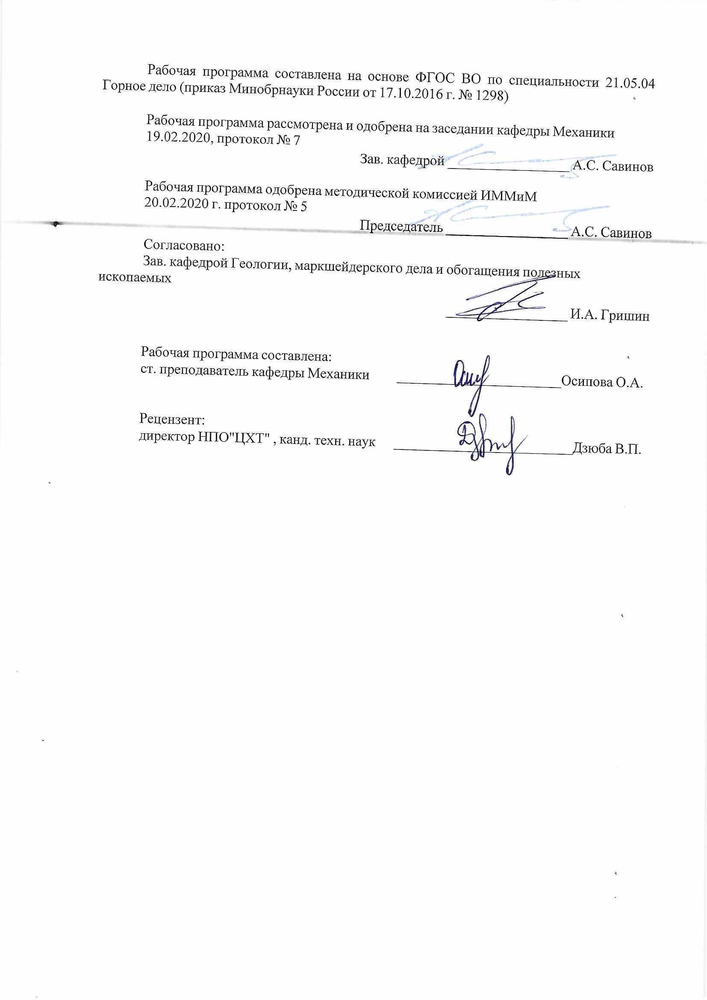 Рабочая программа составлена на основе ФГОС ВО по специальности 21.05.04
Горное дело (приказ Минобрнауки России от 17.10.2016 г. № 1298)
Рабочая программа рассмотрена и одобрена на заседании кафедры Механики
19.02.2020, протокол № 7
Зав. кафедрой ________________ А.С. Савинов
Рабочая программа одобрена методической комиссией ИММиМ
20.02.2020 г. протокол № 5
Председатель ________________ А.С. Савинов
Согласовано:
Зав. кафедрой Геологии, маркшейдерского дела и обогащения полезных
ископаемых
________________ И.А. Гришин
Рабочая программа составлена:
ст. преподаватель кафедры Механики ______________________Осипова О.А.
Рецензент:
директор НПО"ЦХТ" , канд. техн. наук ________________________Дзюба В.П.